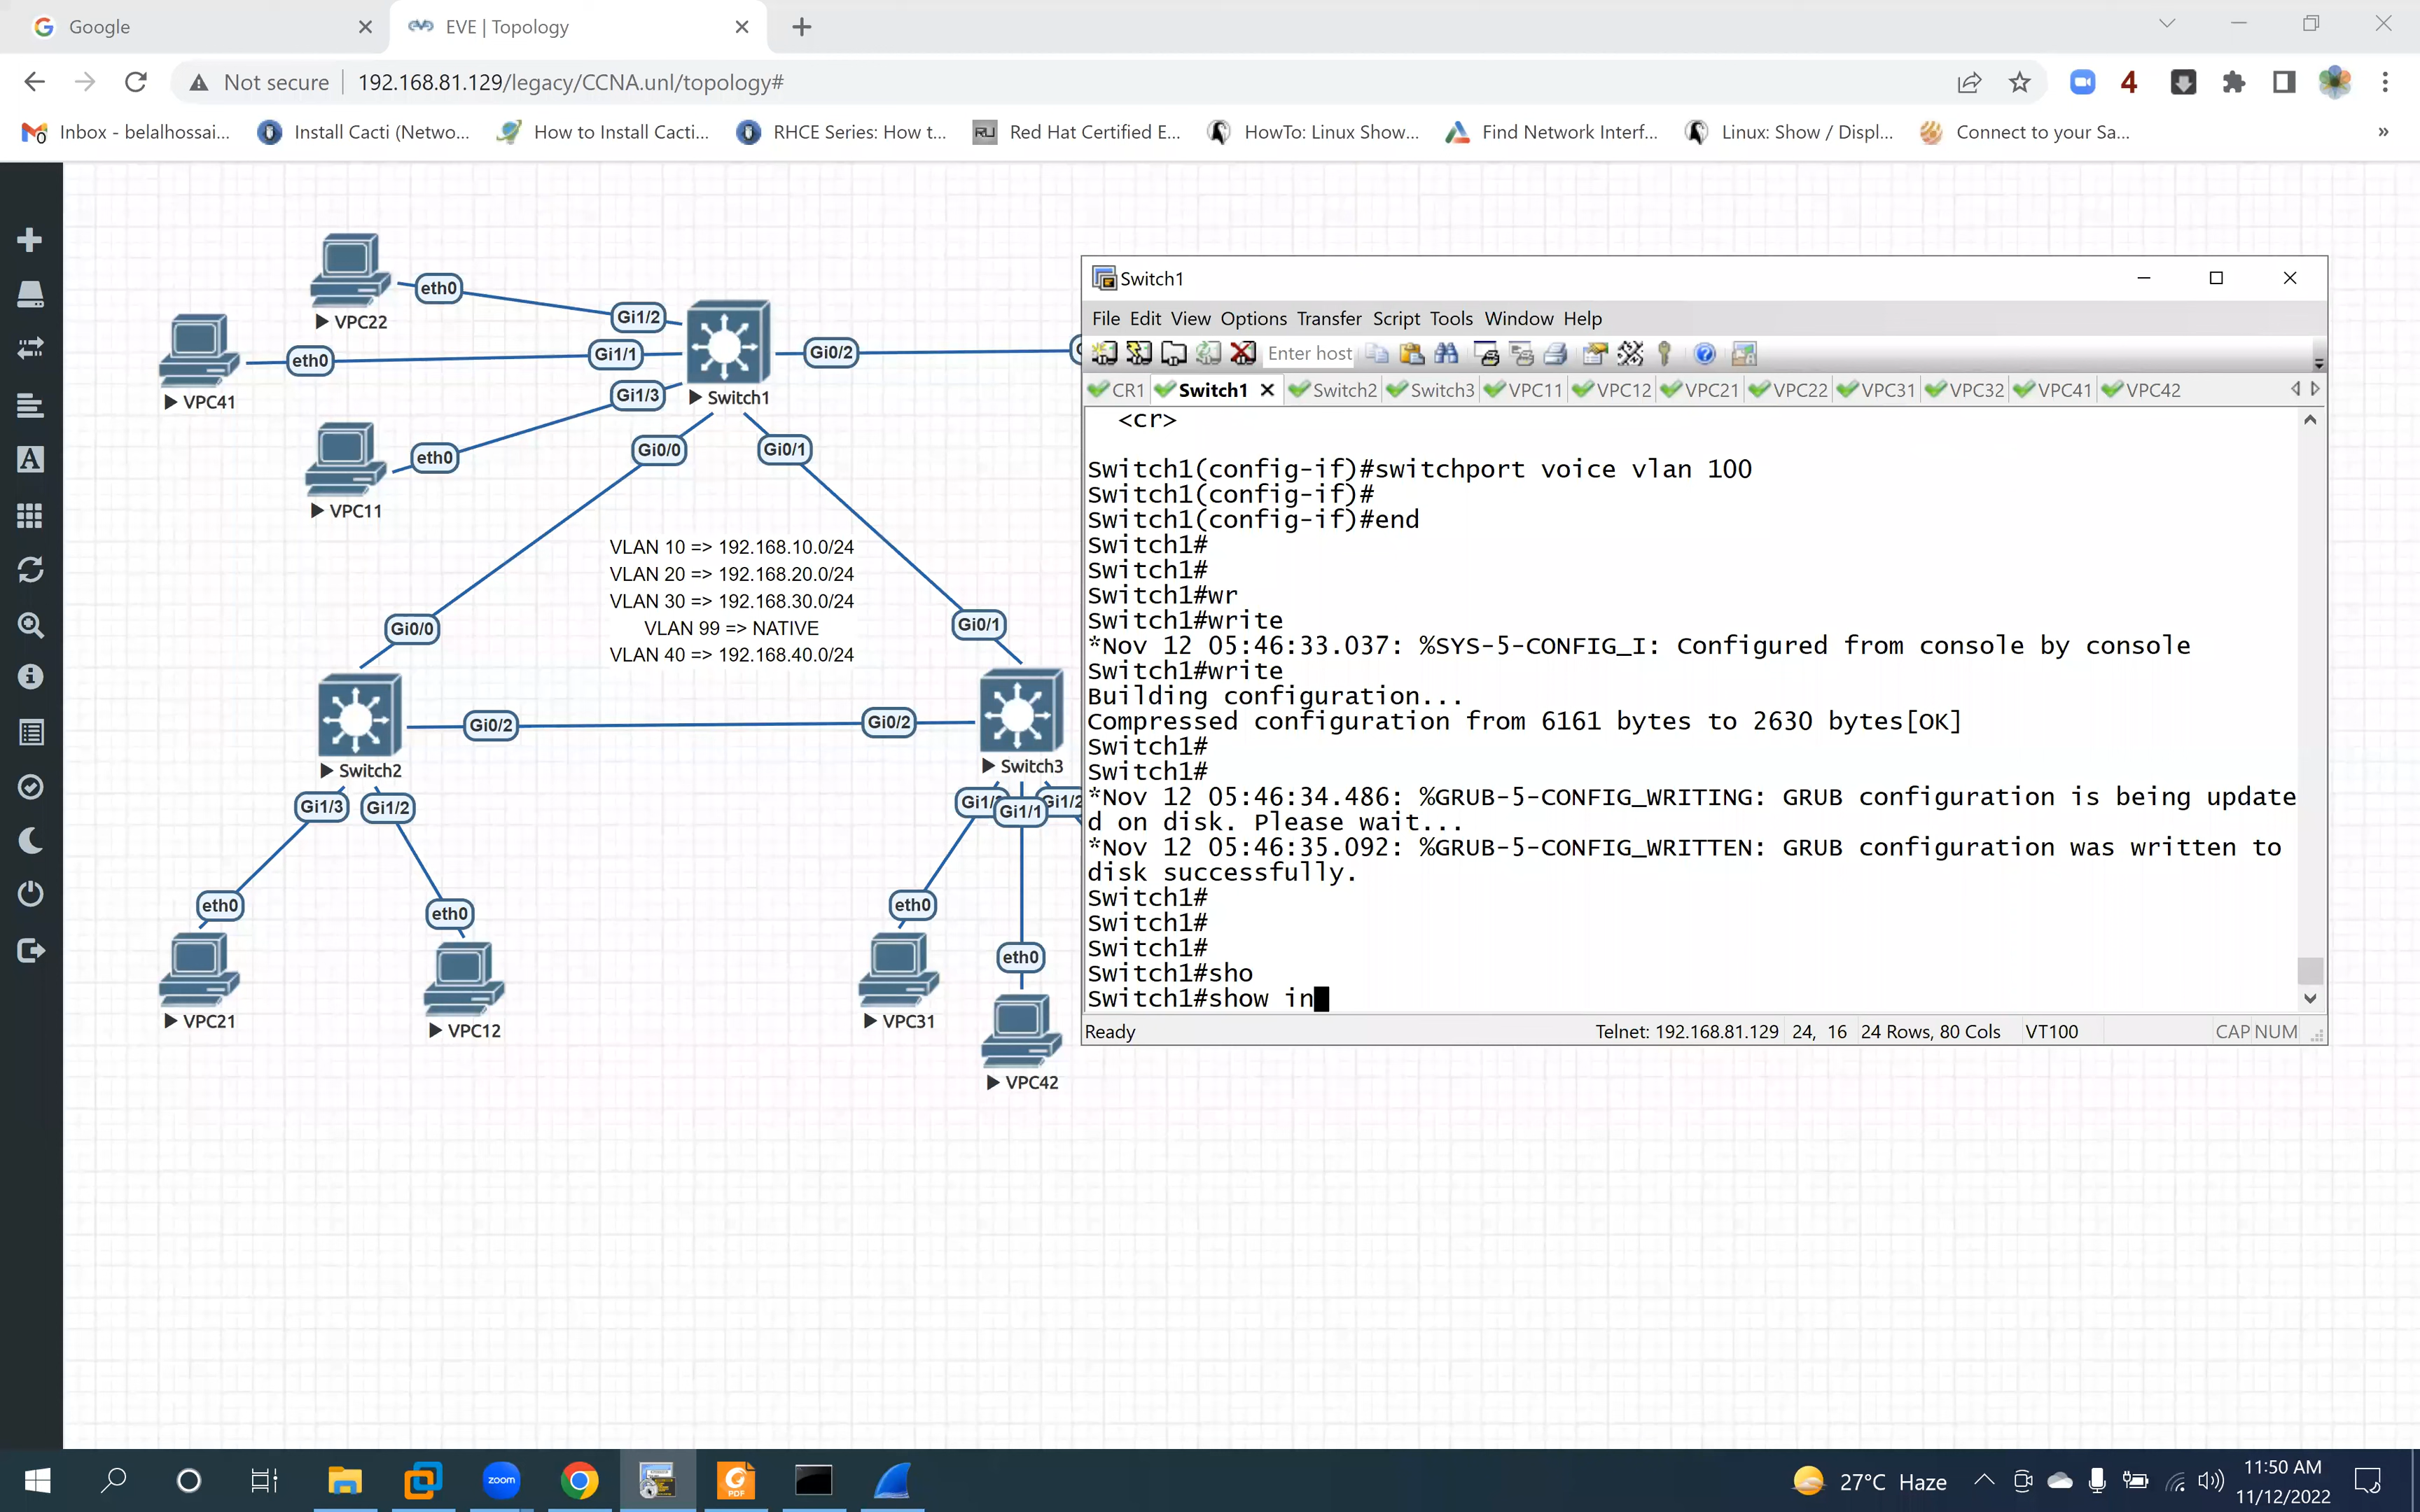 Google
EVE | Topology
Not secure
192.168.81.129/legacy/CCNA.unl/topology#
4
Inbox - belalhossai...
Install Cacti (Netwo...
How to Install Cacti...
RHCE Series: How t...
Red Hat Certified E...
HowTo: Linux Show...
Find Network Interf...
Linux: Show / Displ...
Connect to your Sa...
»
eth0
VPC22
Gi1/2
VPC41
eth0
Gi1/1
Gi0/2
Gi1/3
Switch1
VPC11
eth0
Gi0/0
Gi0/1
VLAN 10 => 192.168.10.0/24
VLAN 20 => 192.168.20.0/24
VLAN 30 => 192.168.30.0/24
VLAN 99 => NATIVE
VLAN 40 => 192.168.40.0/24
Gi0/0
Gi0/1
Gi0/2
Gi0/2
Switch2
Switch3
Gi1/3
Gi1/2
Gi1/1
Gi1/2
eth0
eth0
eth0
eth0
VPC21
VPC12
VPC31
VPC42
Switch1
File Edit View Options Transfer Script Tools Window Help
Enter host
CR1 Switch1 Switch2 Switch3 VPC11 VPC12 VPC21 VPC22 VPC31 VPC32 VPC41 VPC42
<cr>
Switch1(config-if)#switchport voice vlan 100
Switch1(config-if)#
Switch1(config-if)#end
Switch1#
Switch1#
Switch1#wr
Switch1#write
*Nov 12 05:46:33.037: %SYS-5-CONFIG_I: Configured from console by console
Switch1#write
Building configuration...
Compressed configuration from 6161 bytes to 2630 bytes[OK]
Switch1#
Switch1#
*Nov 12 05:46:34.486: %GRUB-5-CONFIG_WRITING: GRUB configuration is being update
d on disk. Please wait...
*Nov 12 05:46:35.092: %GRUB-5-CONFIG_WRITTEN: GRUB configuration was written to
disk successfully.
Switch1#
Switch1#
Switch1#
Switch1#sho
Switch1#show in
Ready
Telnet: 192.168.81.129 24, 16 24 Rows, 80 Cols VT100 CAP NUM
zoom
PDF
27°C Haze
11:50 AM
11/12/2022